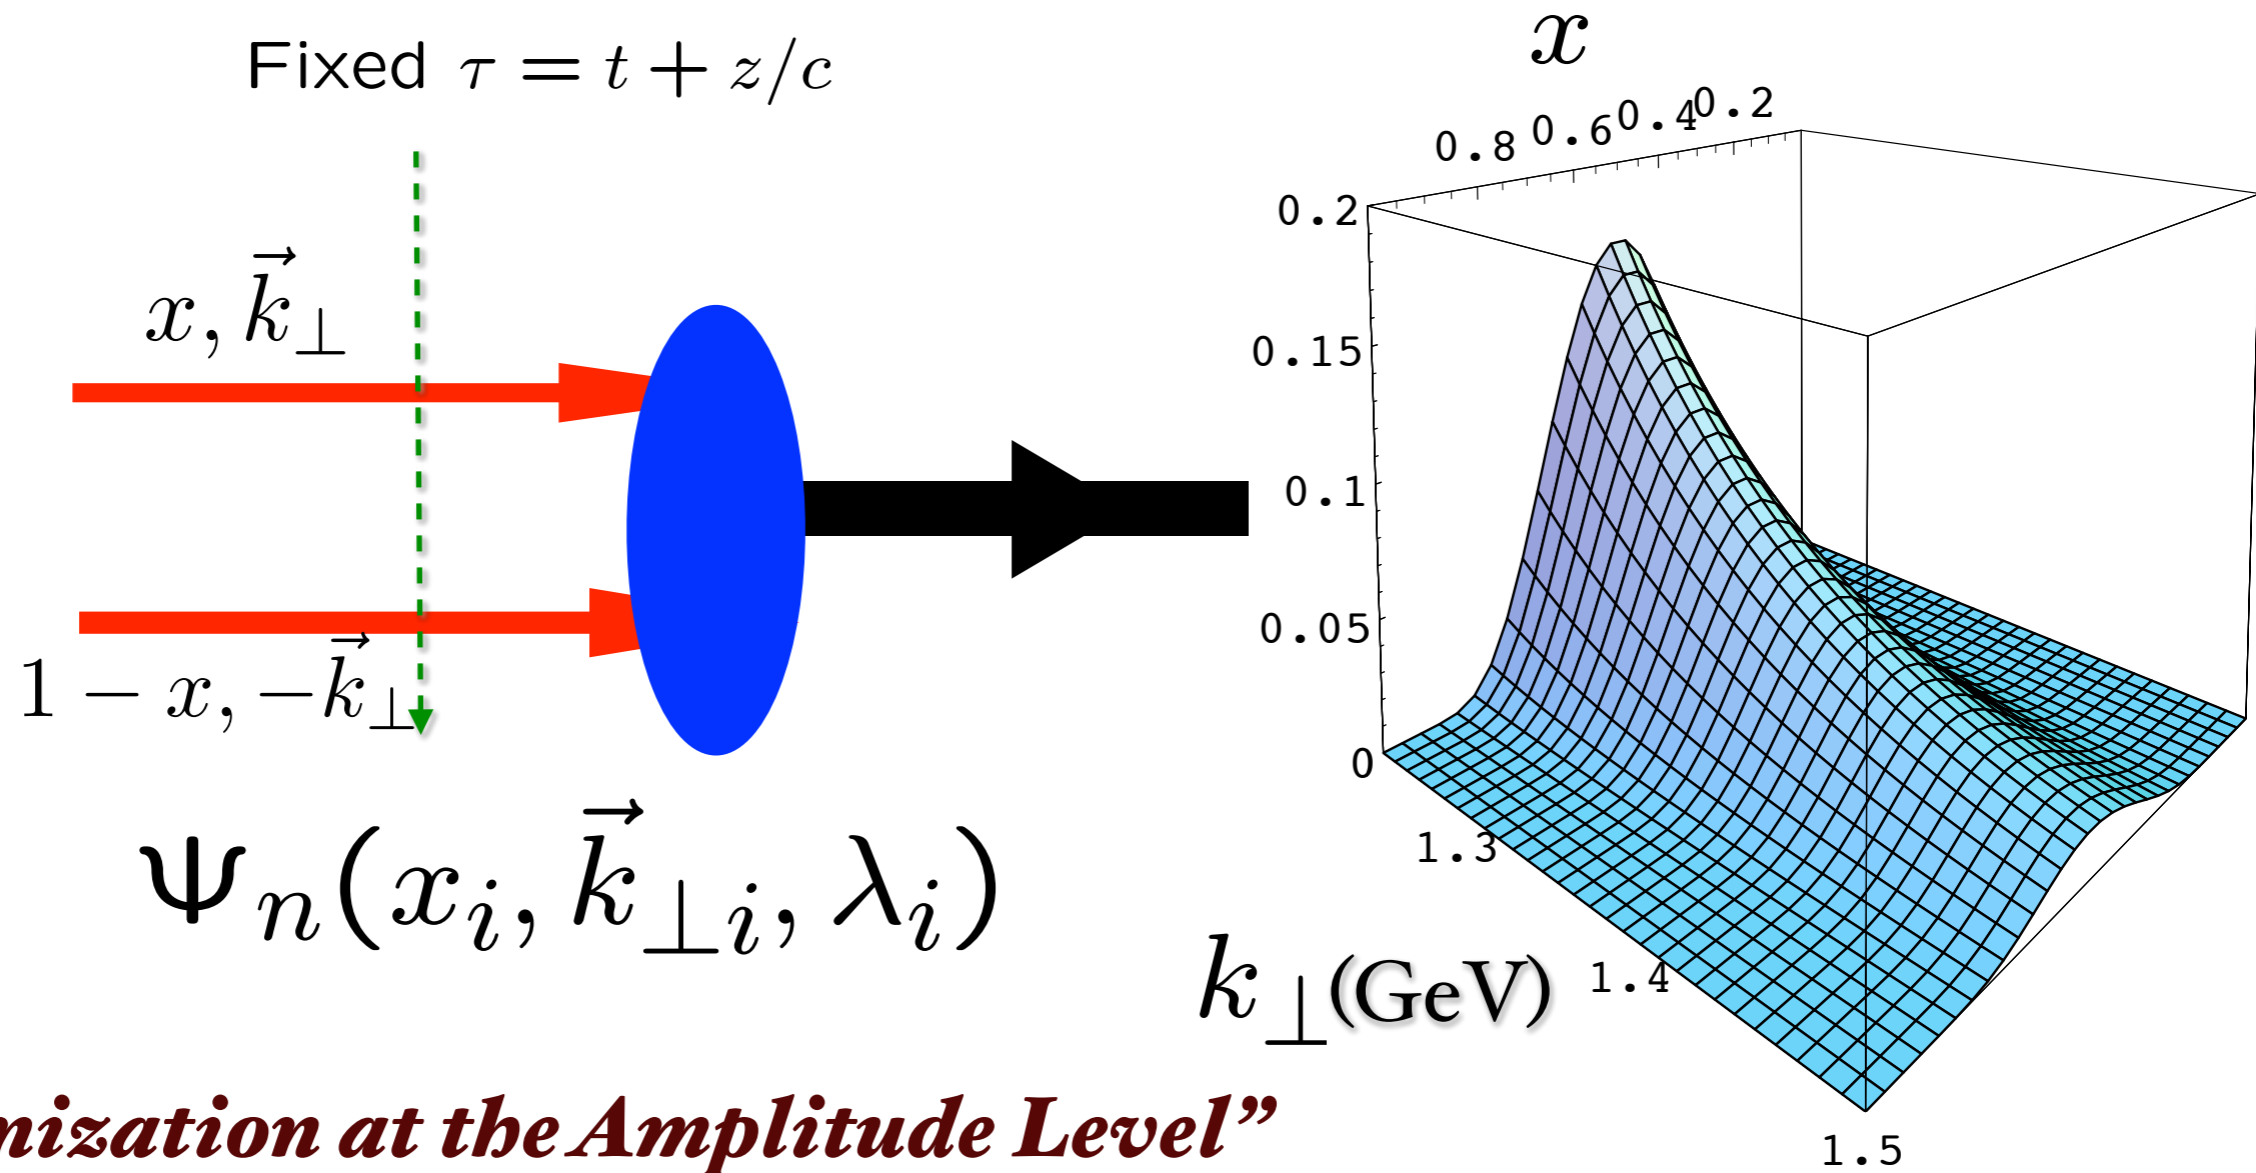 Fixed τ = t + z/c
x, k⃗⊥
1 − x, −k⃗⊥
Ψn(xi, k⃗⊥i, λi)
x
0.8 0.6 0.4 0.2
0.2
0.15
0.1
0.05
0
1.3
1.4
1.5
k⊥(GeV)
nization at the Amplitude Level”